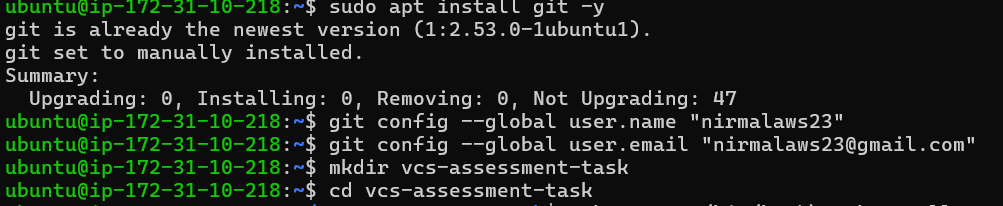 ubuntu@ip-172-31-10-218:~$ sudo apt install git -y
git is already the newest version (1:2.53.0-1ubuntu1).
git set to manually installed.
Summary:
  Upgrading: 0, Installing: 0, Removing: 0, Not Upgrading: 47
ubuntu@ip-172-31-10-218:~$ git config --global user.name "nirmalaws23"
ubuntu@ip-172-31-10-218:~$ git config --global user.email "nirmalaws23@gmail.com"
ubuntu@ip-172-31-10-218:~$ mkdir vcs-assessment-task
ubuntu@ip-172-31-10-218:~$ cd vcs-assessment-task